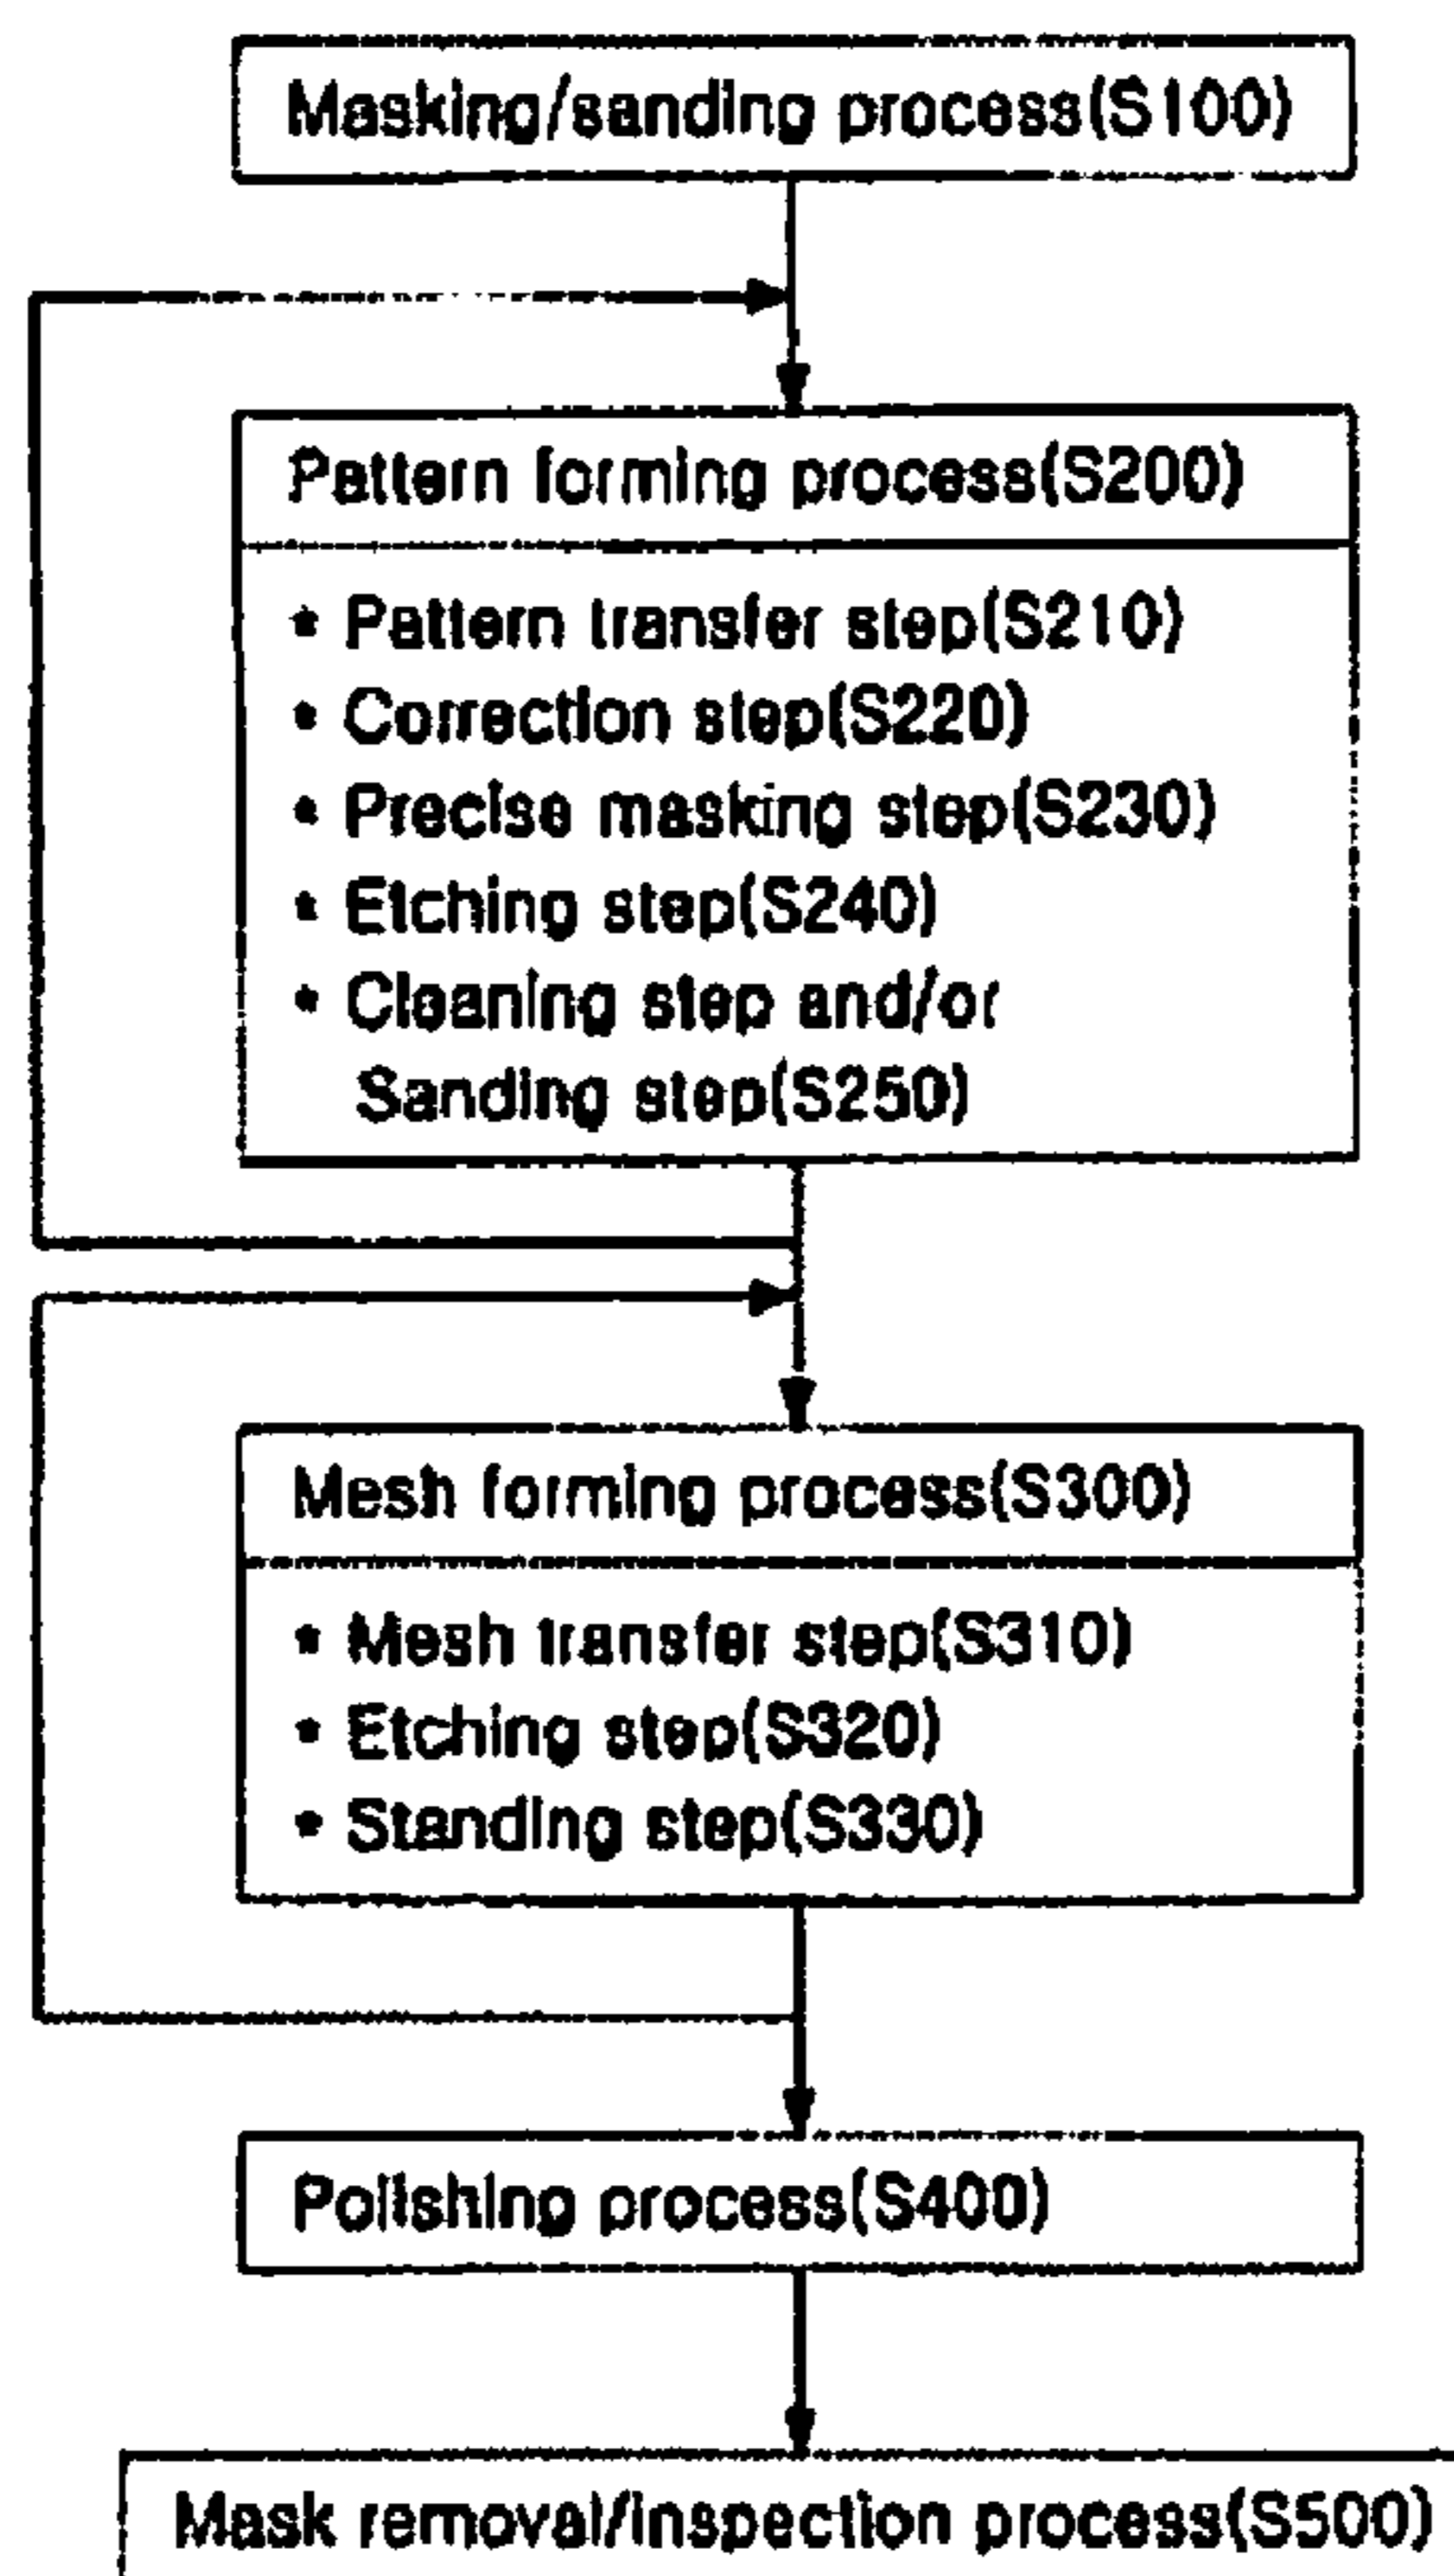 Masking/sanding process(S100)
Pattern forming process(S200)
• Pattern transfer step(S210)
• Correction step(S220)
• Precise masking step(S230)
• Etching step(S240)
• Cleaning step and/or
Sanding step(S250)
Mesh forming process(S300)
• Mesh transfer step(S310)
• Etching step(S320)
• Standing step(S330)
Polishing process(S400)
Mask removal/inspection process(S500)